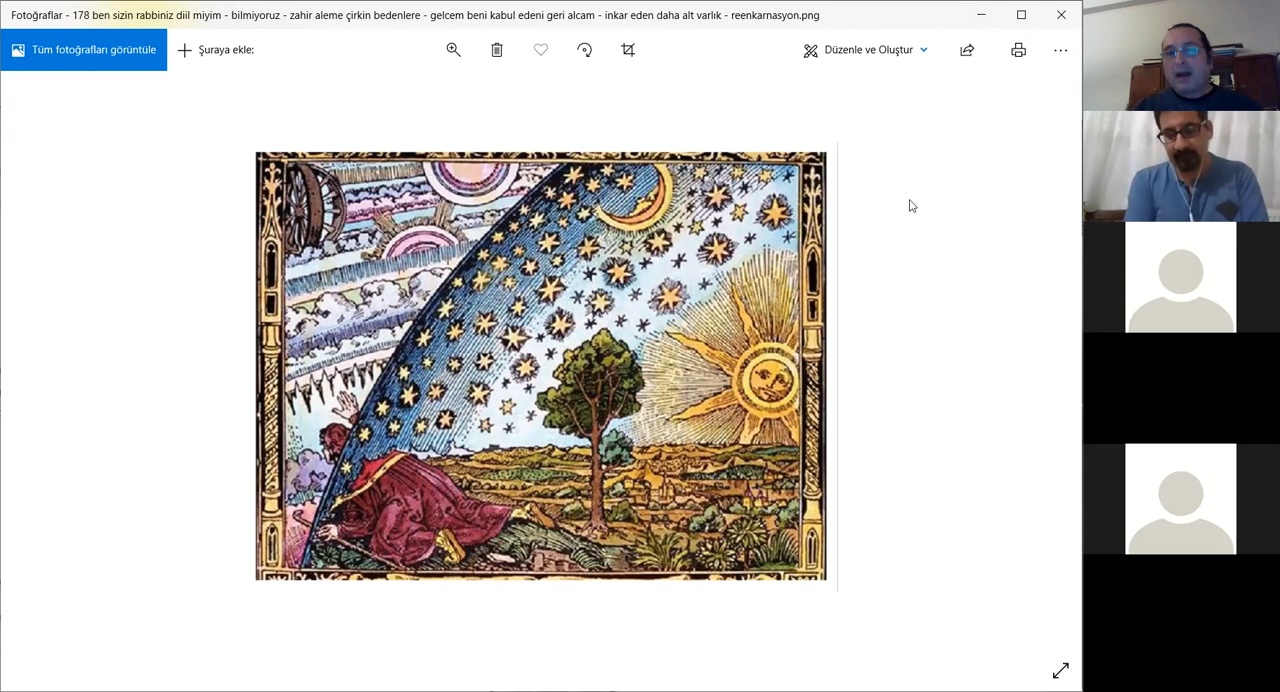 Fotoğraflar - 178 ben sizin rabbiniz diil miyim - bilmiyoruz - zahir aleme çirkin bedenlere - gelcem beni kabul edeni geri alcam - inkar eden daha alt varlık - reenkarnasyon.png
Tüm fotoğrafları görüntüle
Şuraya ekle:
Düzenle ve Oluştur